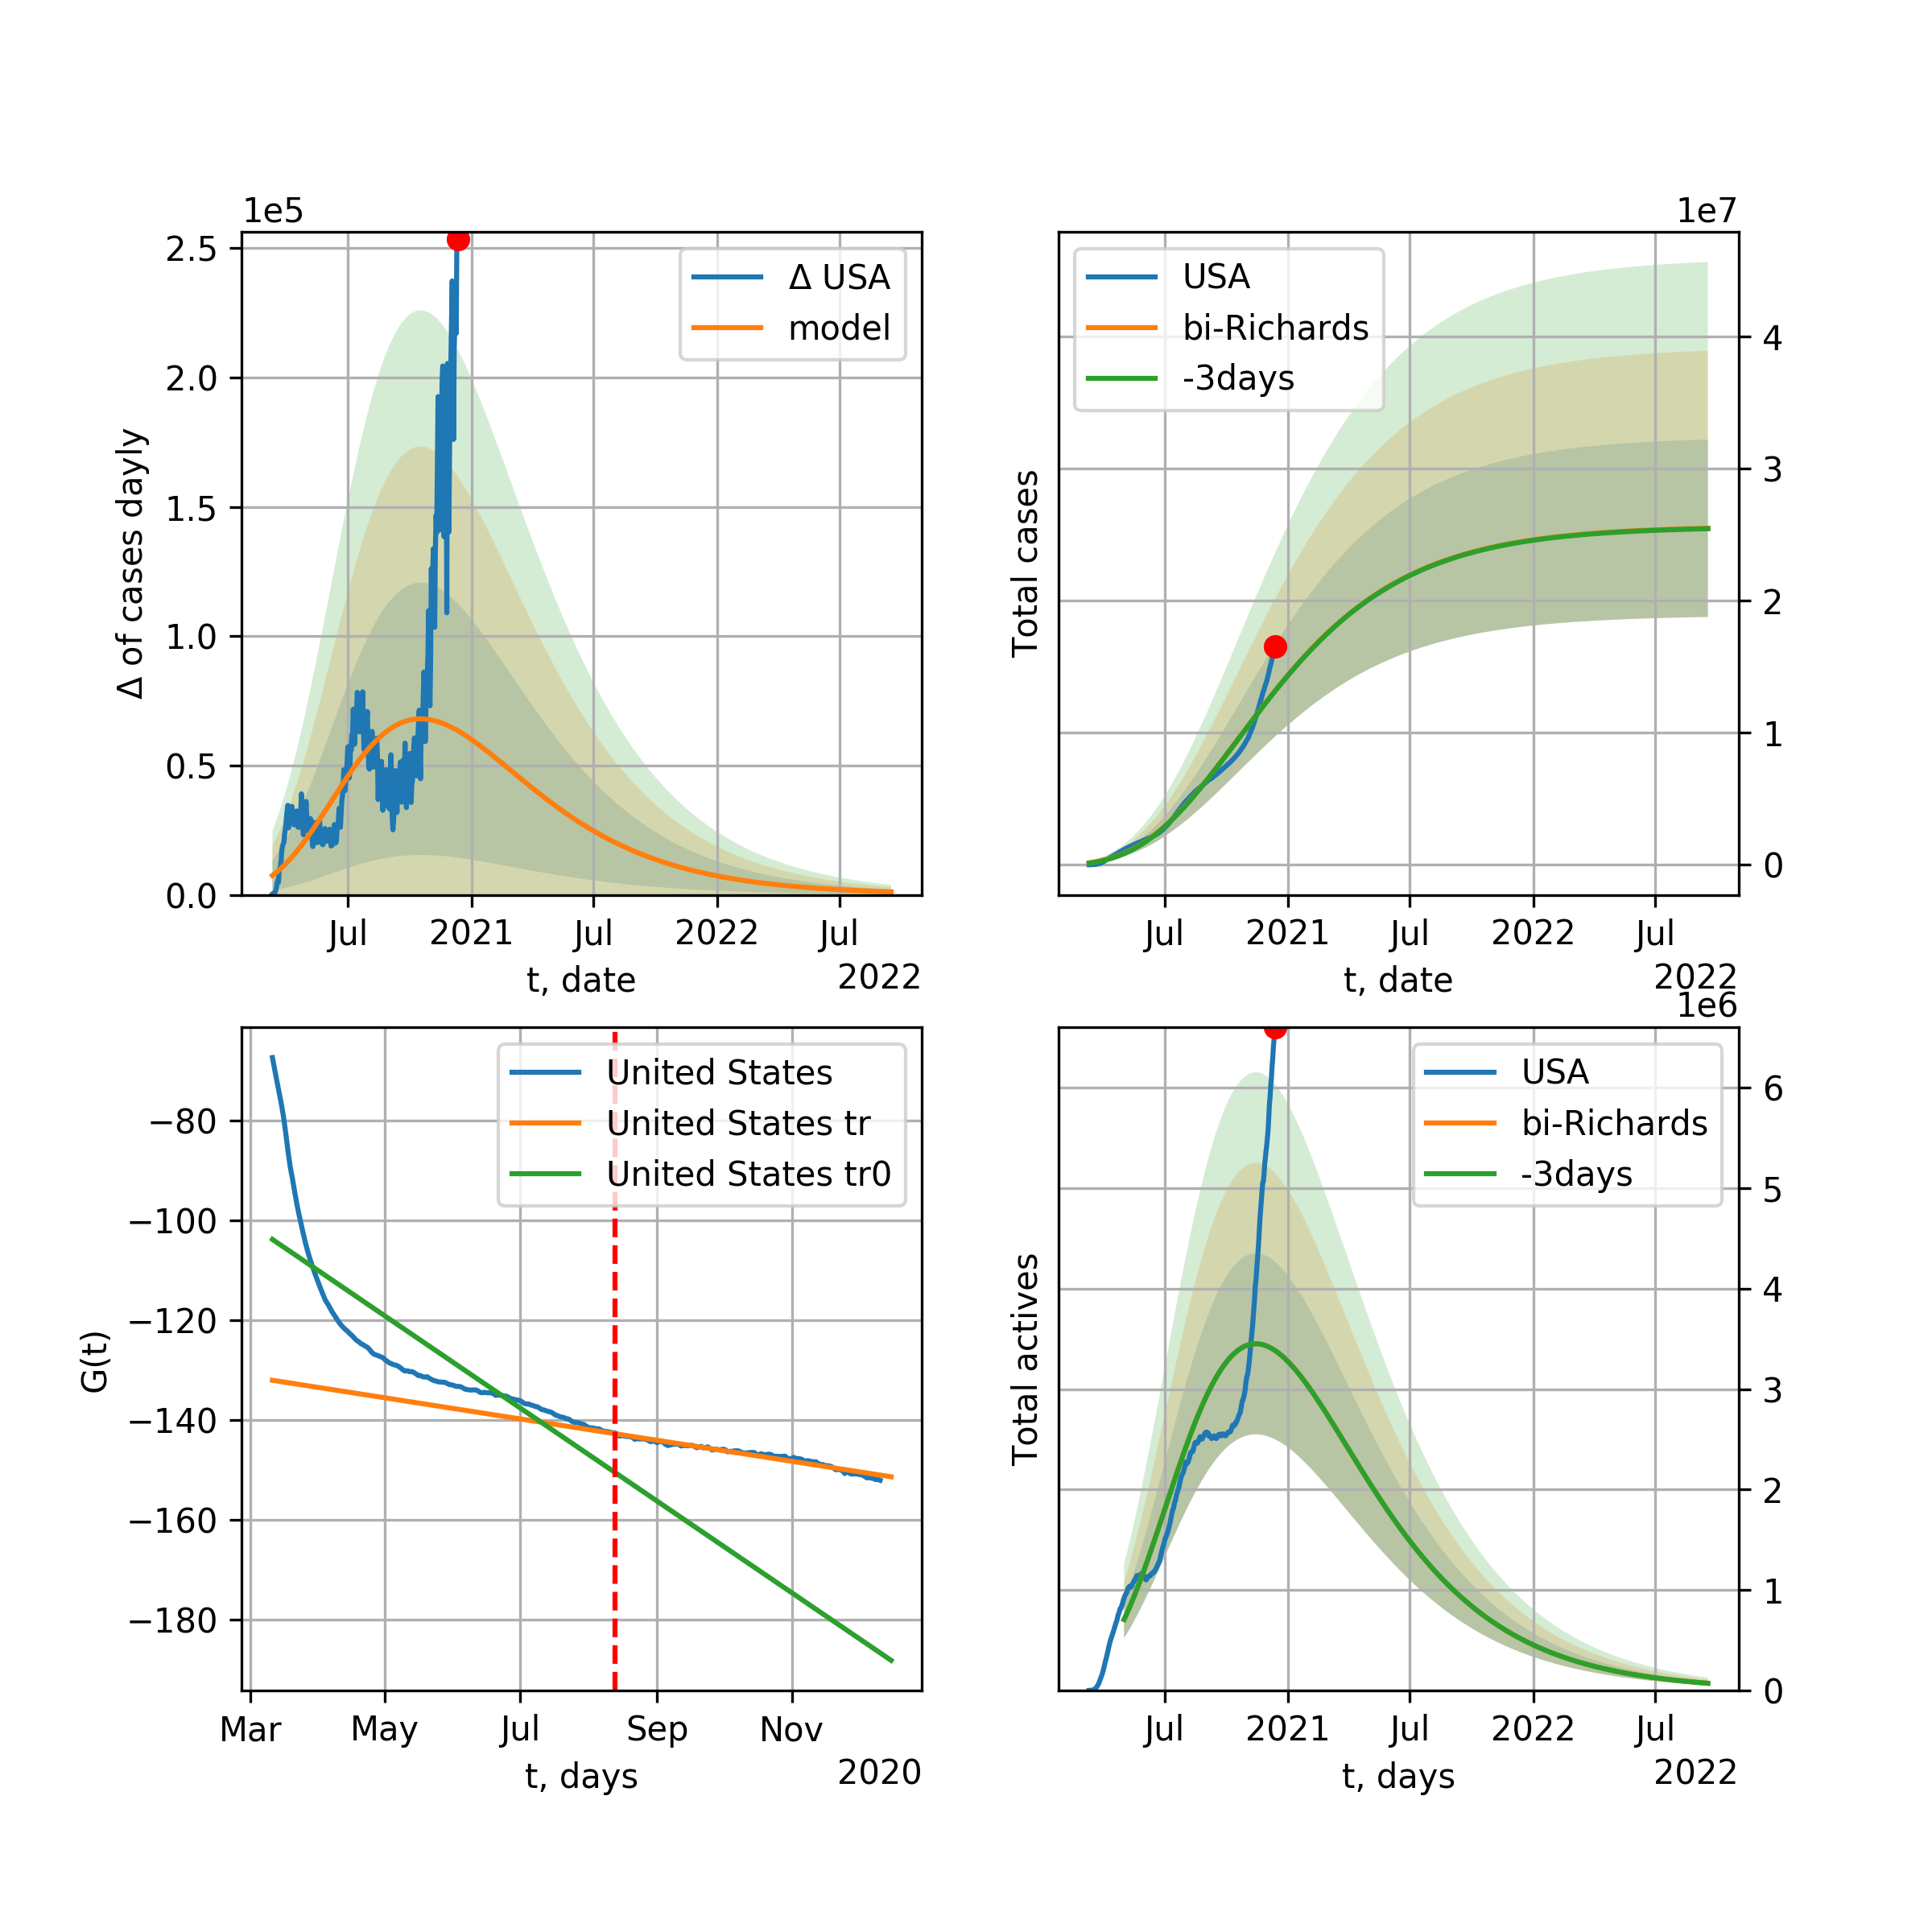 1e5
2.5
2.0
1.5
1.0
0.5
0.0
Δ of cases dayly
Δ USA
model
Jul
2021
Jul
2022
Jul
t, date
2022
1e7
USA
bi-Richards
-3days
Total cases
4
3
2
1
0
Jul
2021
Jul
2022
Jul
t, date
2022
−80
−100
−120
−140
−160
−180
G(t)
United States
United States tr
United States tr0
Mar
May
Jul
Sep
Nov
t, days
2020
1e6
USA
bi-Richards
-3days
Total actives
6
5
4
3
2
1
0
Jul
2021
Jul
2022
Jul
t, days
2022